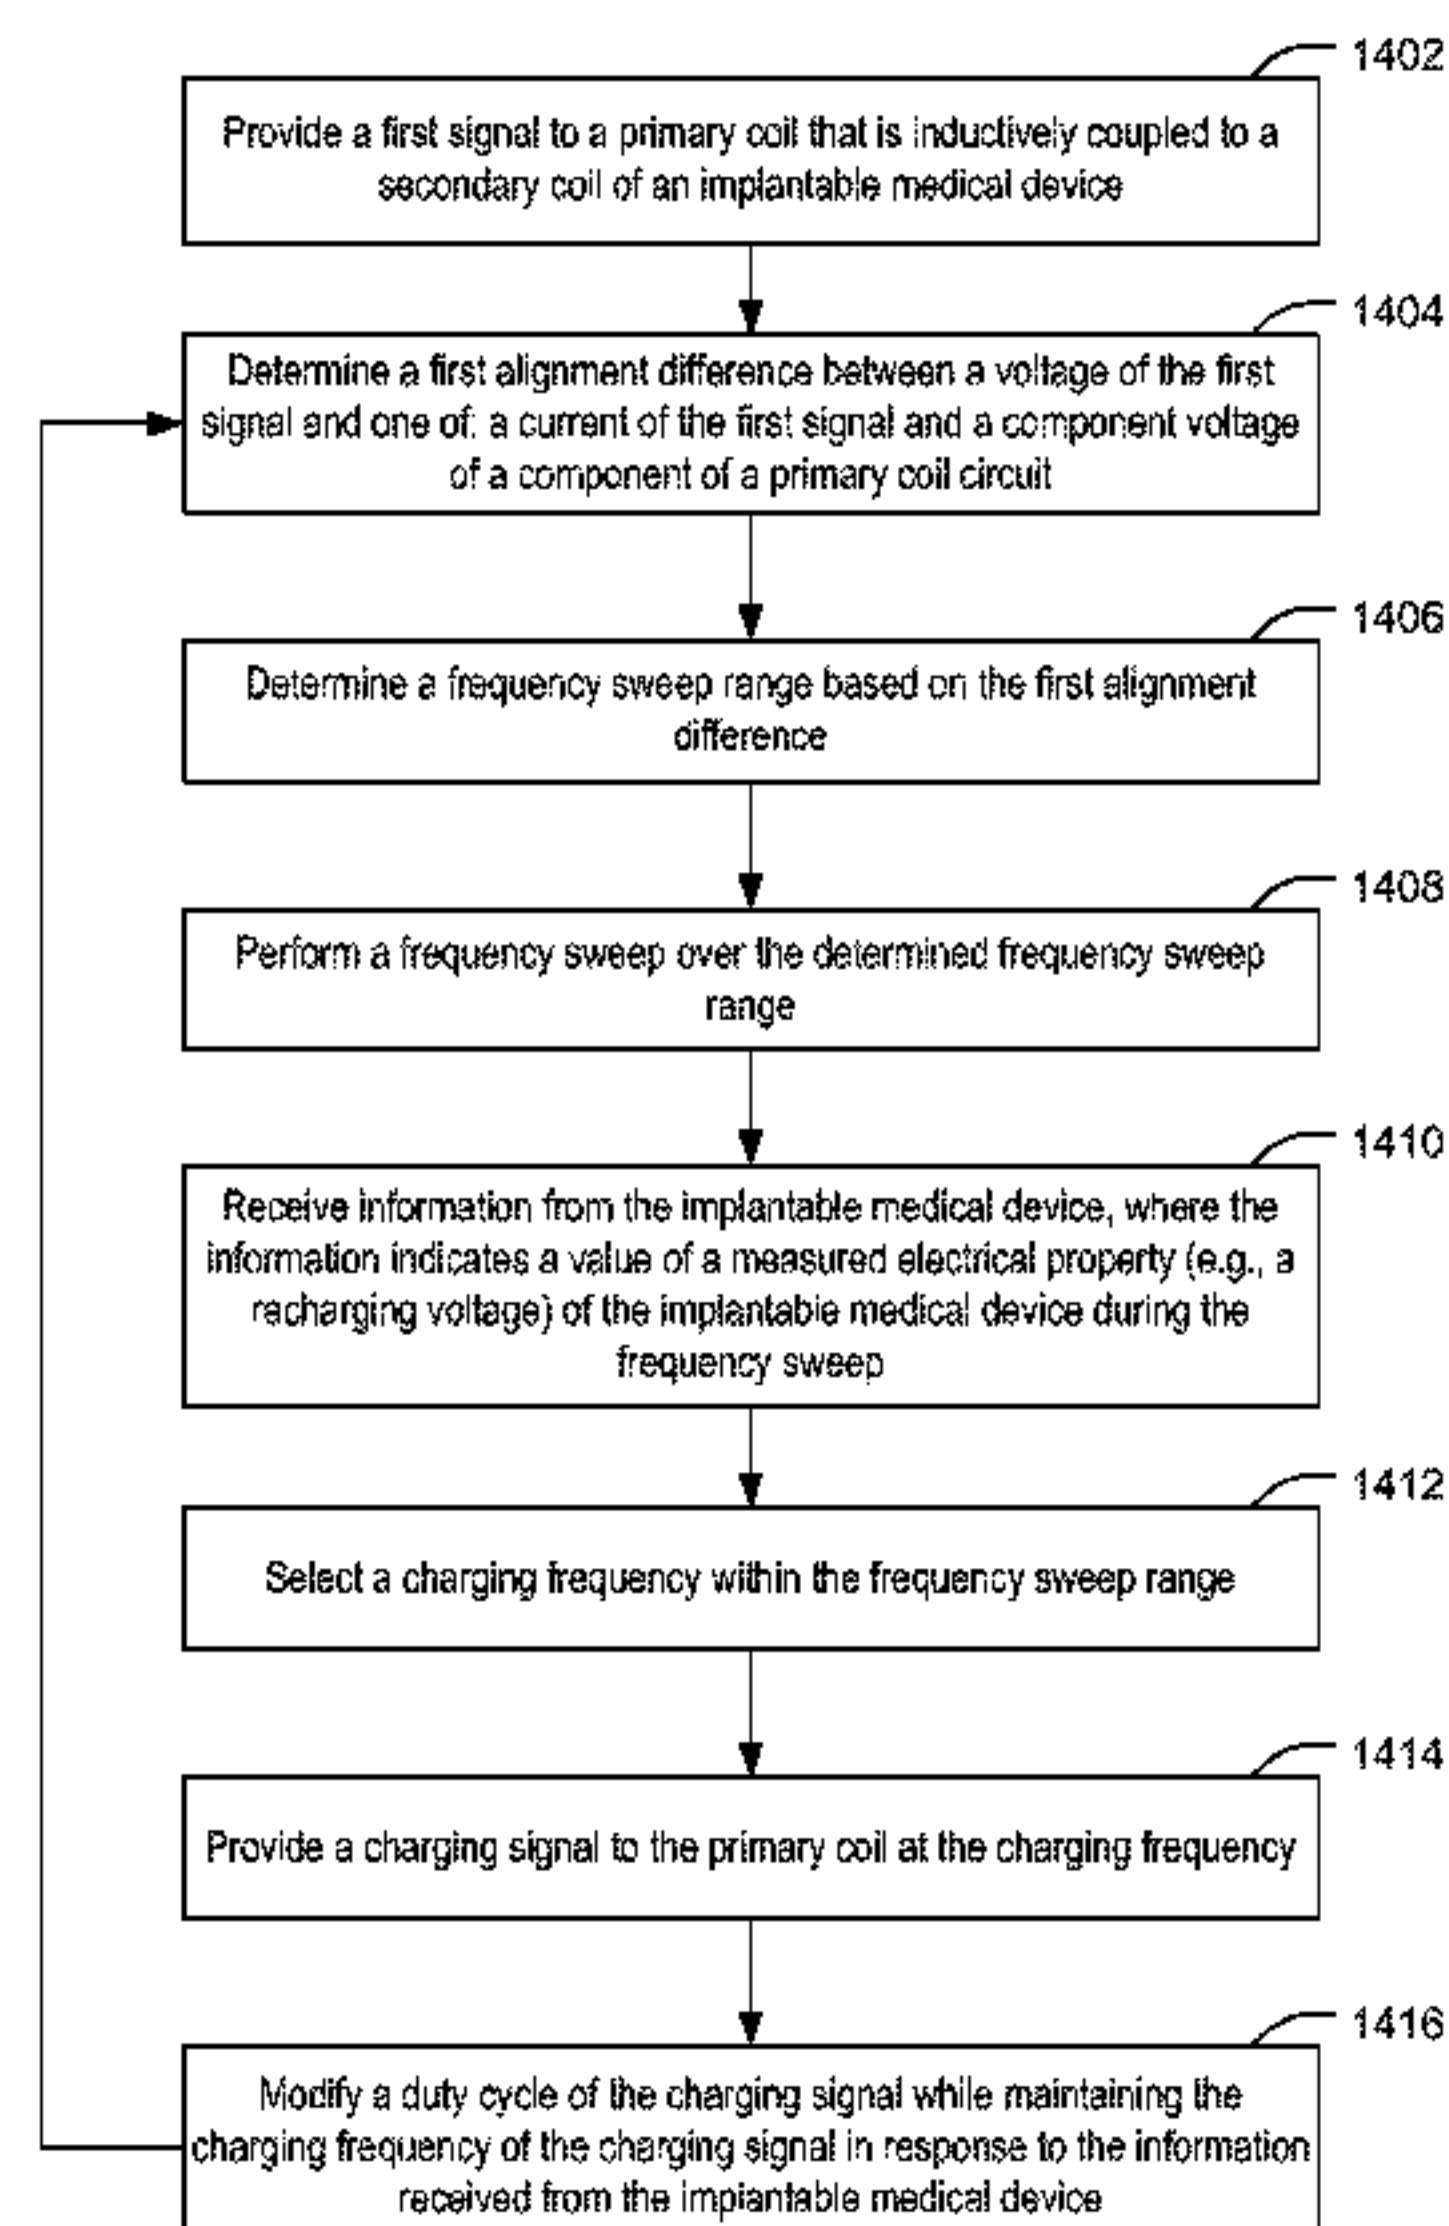 1402
Provide a first signal to a primary coil that is inductively coupled to a
secondary coil of an implantable medical device
1404
Determine a first alignment difference between a voltage of the first
signal and one of: a current of the first signal and a component voltage
of a component of a primary coil circuit
1406
Determine a frequency sweep range based on the first alignment
difference
1408
Perform a frequency sweep over the determined frequency sweep
range
1410
Receive information from the implantable medical device, where the
information indicates a value of a measured electrical property (e.g., a
recharging voltage) of the implantable medical device during the
frequency sweep
1412
Select a charging frequency within the frequency sweep range
1414
Provide a charging signal to the primary coil at the charging frequency
1416
Modify a duty cycle of the charging signal while maintaining the
charging frequency of the charging signal in response to the information
received from the implantable medical device